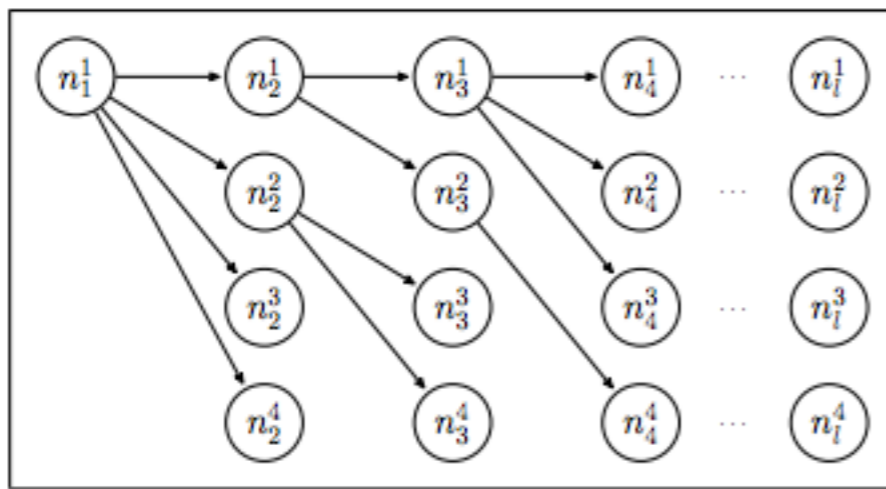 n_1^1 n_2^1 n_3^1 n_4^1 ... n_l^1
n_2^2 n_3^2 n_4^2 ... n_l^2
n_2^3 n_3^3 n_4^3 ... n_l^3
n_2^4 n_3^4 n_4^4 ... n_l^4